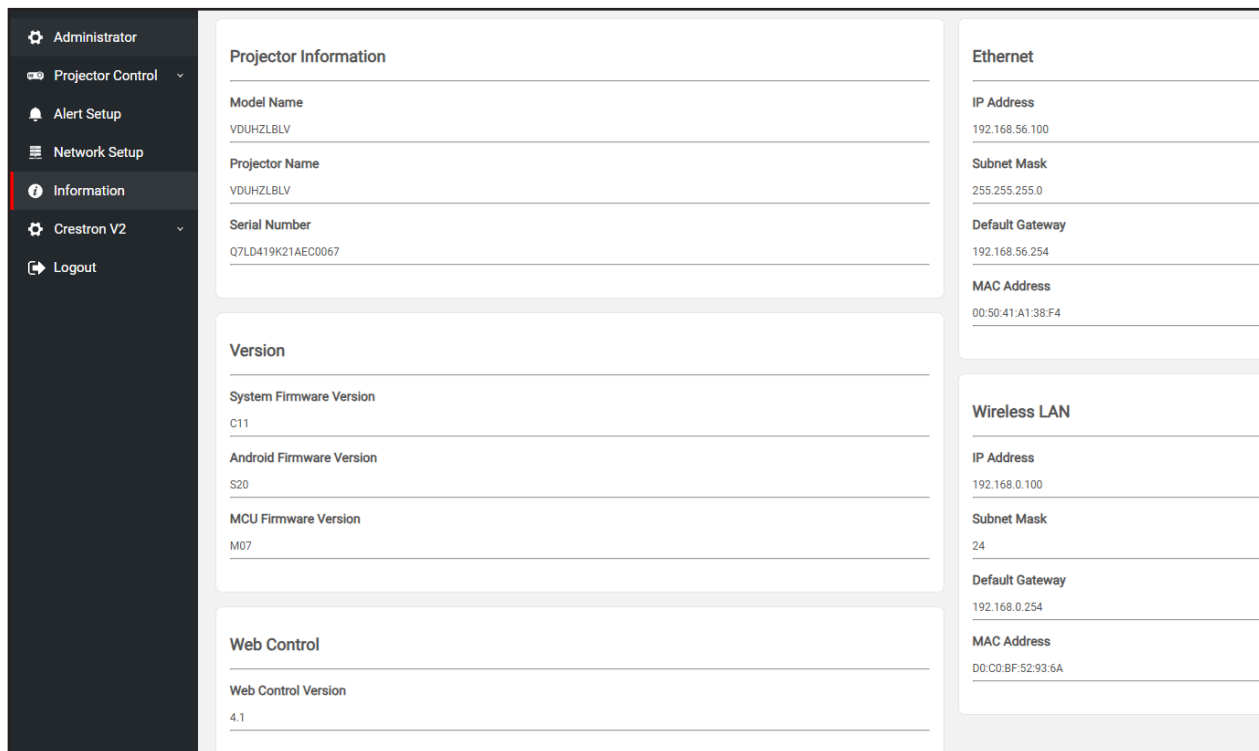 Administrator
Projector Control
Alert Setup
Network Setup
Information
Crestron V2
Logout
Projector Information
Model Name
VDUHZLBLV
Projector Name
VDUHZLBLV
Serial Number
Q7LD419K21AEC0067
Version
System Firmware Version
C11
Android Firmware Version
S20
MCU Firmware Version
M07
Web Control
Web Control Version
4.1
Ethernet
IP Address
192.168.56.100
Subnet Mask
255.255.255.0
Default Gateway
192.168.56.254
MAC Address
00:50:41:A1:38:F4
Wireless LAN
IP Address
192.168.0.100
Subnet Mask
24
Default Gateway
192.168.0.254
MAC Address
D0:C0:BF:52:93:6A